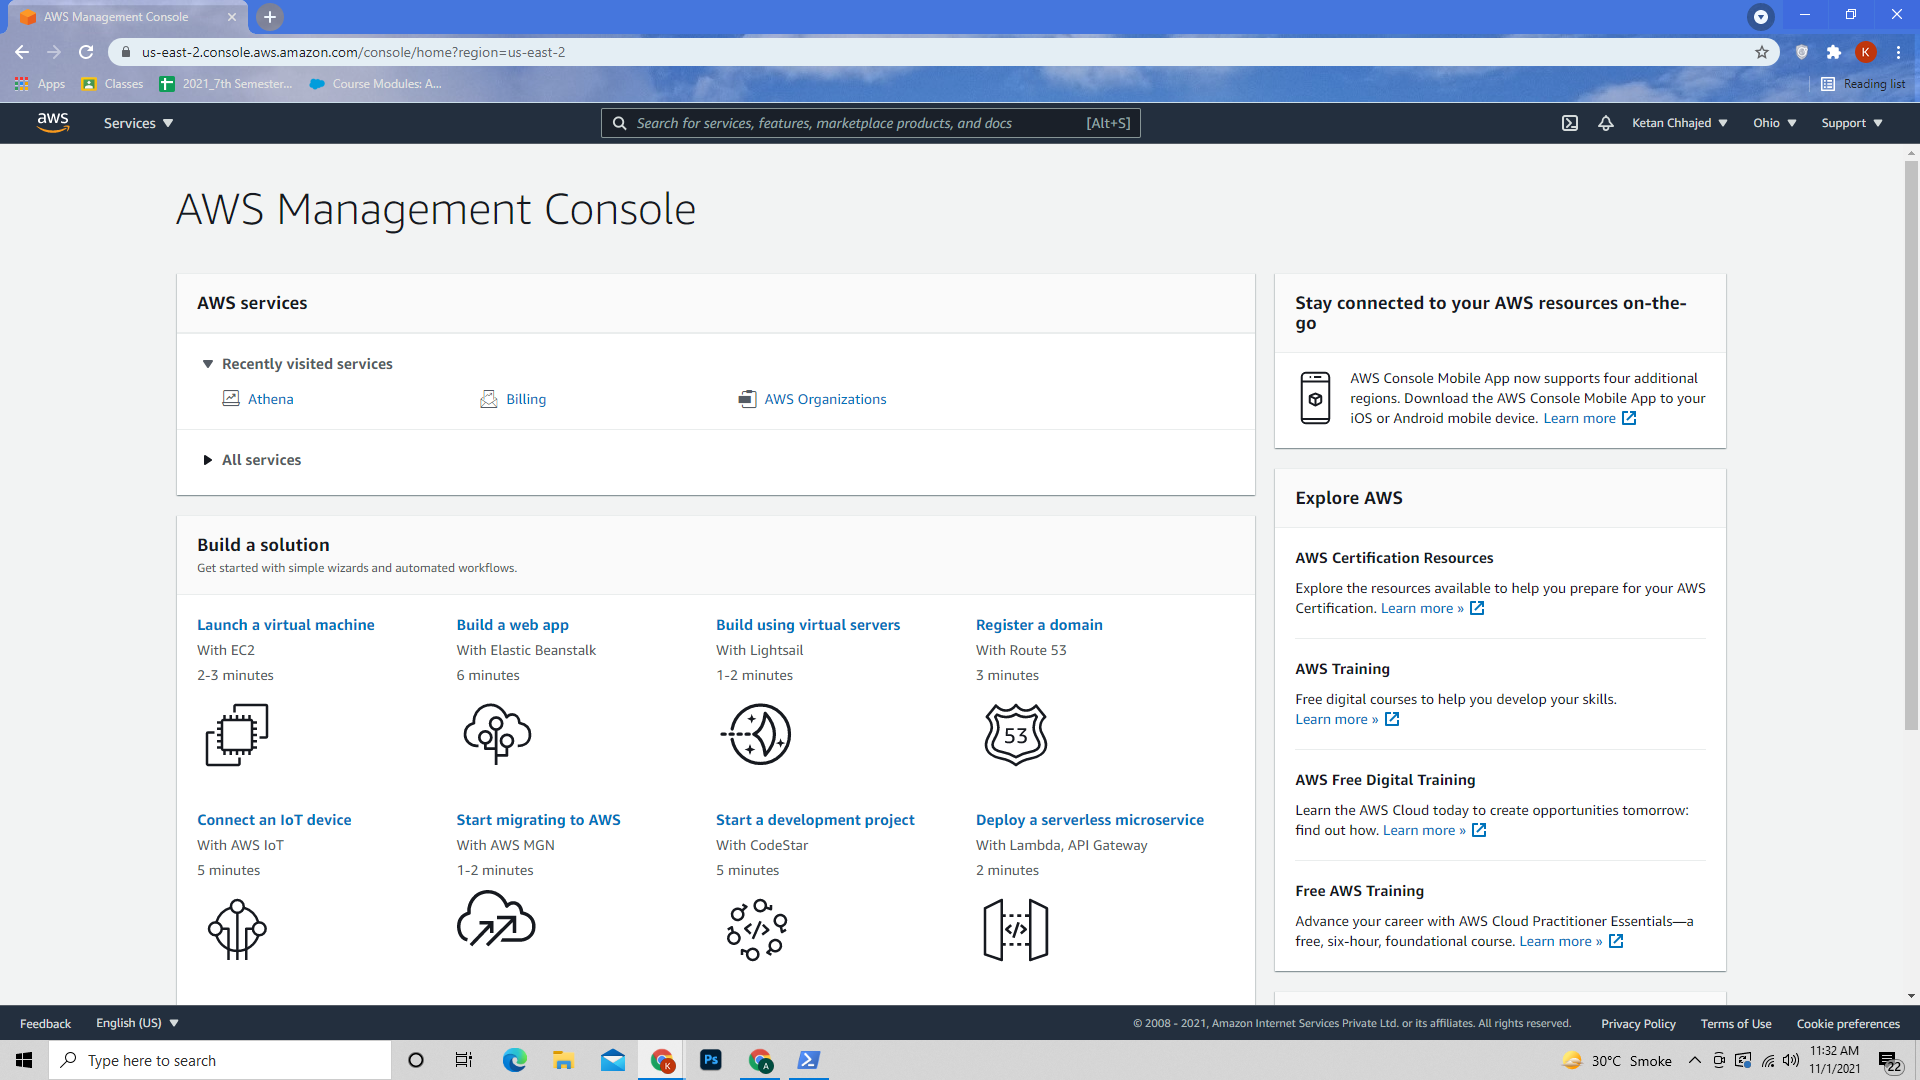 AWS Management Console
us-east-2.console.aws.amazon.com/console/home?region=us-east-2
K
Apps
Classes
2021_7th Semester...
Course Modules: A...
Reading list
aws
Services
Search for services, features, marketplace products, and docs
[Alt+S]
Ketan Chhajed
Ohio
Support
AWS Management Console
AWS services
Recently visited services
Athena
Billing
AWS Organizations
All services
Build a solution
Get started with simple wizards and automated workflows.
Launch a virtual machine
With EC2
2-3 minutes
Build a web app
With Elastic Beanstalk
6 minutes
Build using virtual servers
With Lightsail
1-2 minutes
Register a domain
With Route 53
3 minutes
53
Connect an IoT device
With AWS IoT
5 minutes
Start migrating to AWS
With AWS MGN
1-2 minutes
Start a development project
With CodeStar
5 minutes
</>
Deploy a serverless microservice
With Lambda, API Gateway
2 minutes
</>
Stay connected to your AWS resources on-the-
go
AWS Console Mobile App now supports four additional
regions. Download the AWS Console Mobile App to your
iOS or Android mobile device. Learn more
Explore AWS
AWS Certification Resources
Explore the resources available to help you prepare for your AWS
Certification. Learn more »
AWS Training
Free digital courses to help you develop your skills.
Learn more »
AWS Free Digital Training
Learn the AWS Cloud today to create opportunities tomorrow:
find out how. Learn more »
Free AWS Training
Advance your career with AWS Cloud Practitioner Essentials—a
free, six-hour, foundational course. Learn more »
Feedback
English (US)
© 2008 - 2021, Amazon Internet Services Private Ltd. or its affiliates. All rights reserved.
Privacy Policy
Terms of Use
Cookie preferences
Type here to search
K
Ps
A
30°C Smoke
11:32 AM
11/1/2021
22